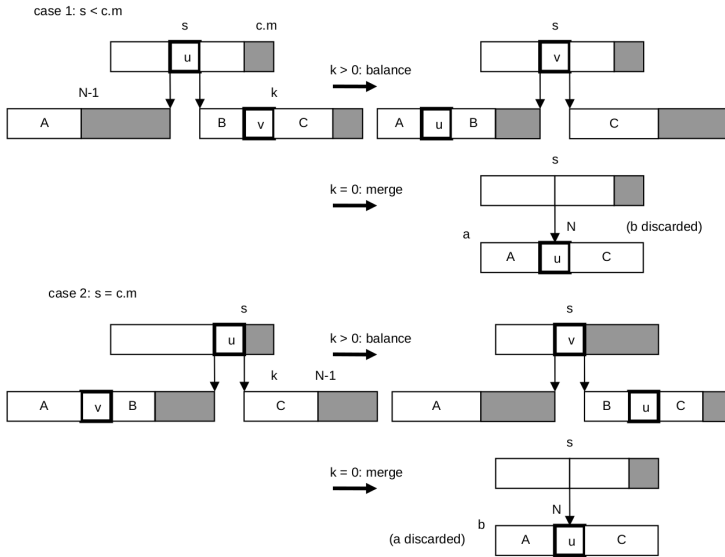 case 1: s < c.m
s c.m s
u v
N-1 k k > 0: balance
A B v C A u B C
s
k = 0: merge
a N (b discarded)
A u C
case 2: s = c.m
s s
u k > 0: balance v
k N-1
A v B C A B u C
s
k = 0: merge
N
(a discarded) b
A u C